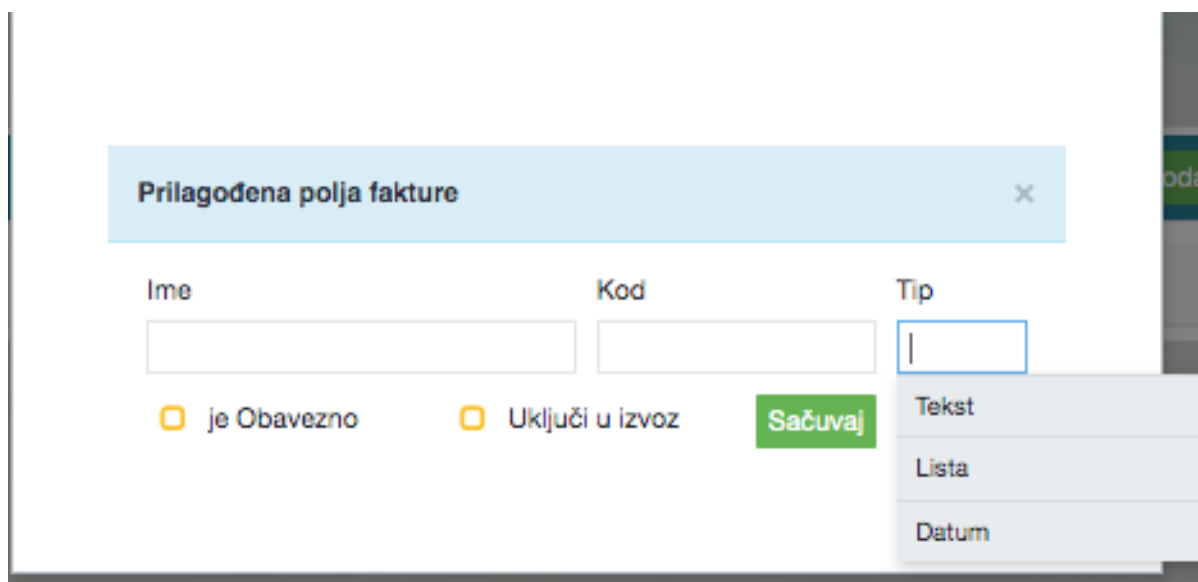 Prilagođena polja fakture
×
Ime Kod Tip
je Obavezno Uključi u izvoz Sačuvaj
Tekst
Lista
Datum